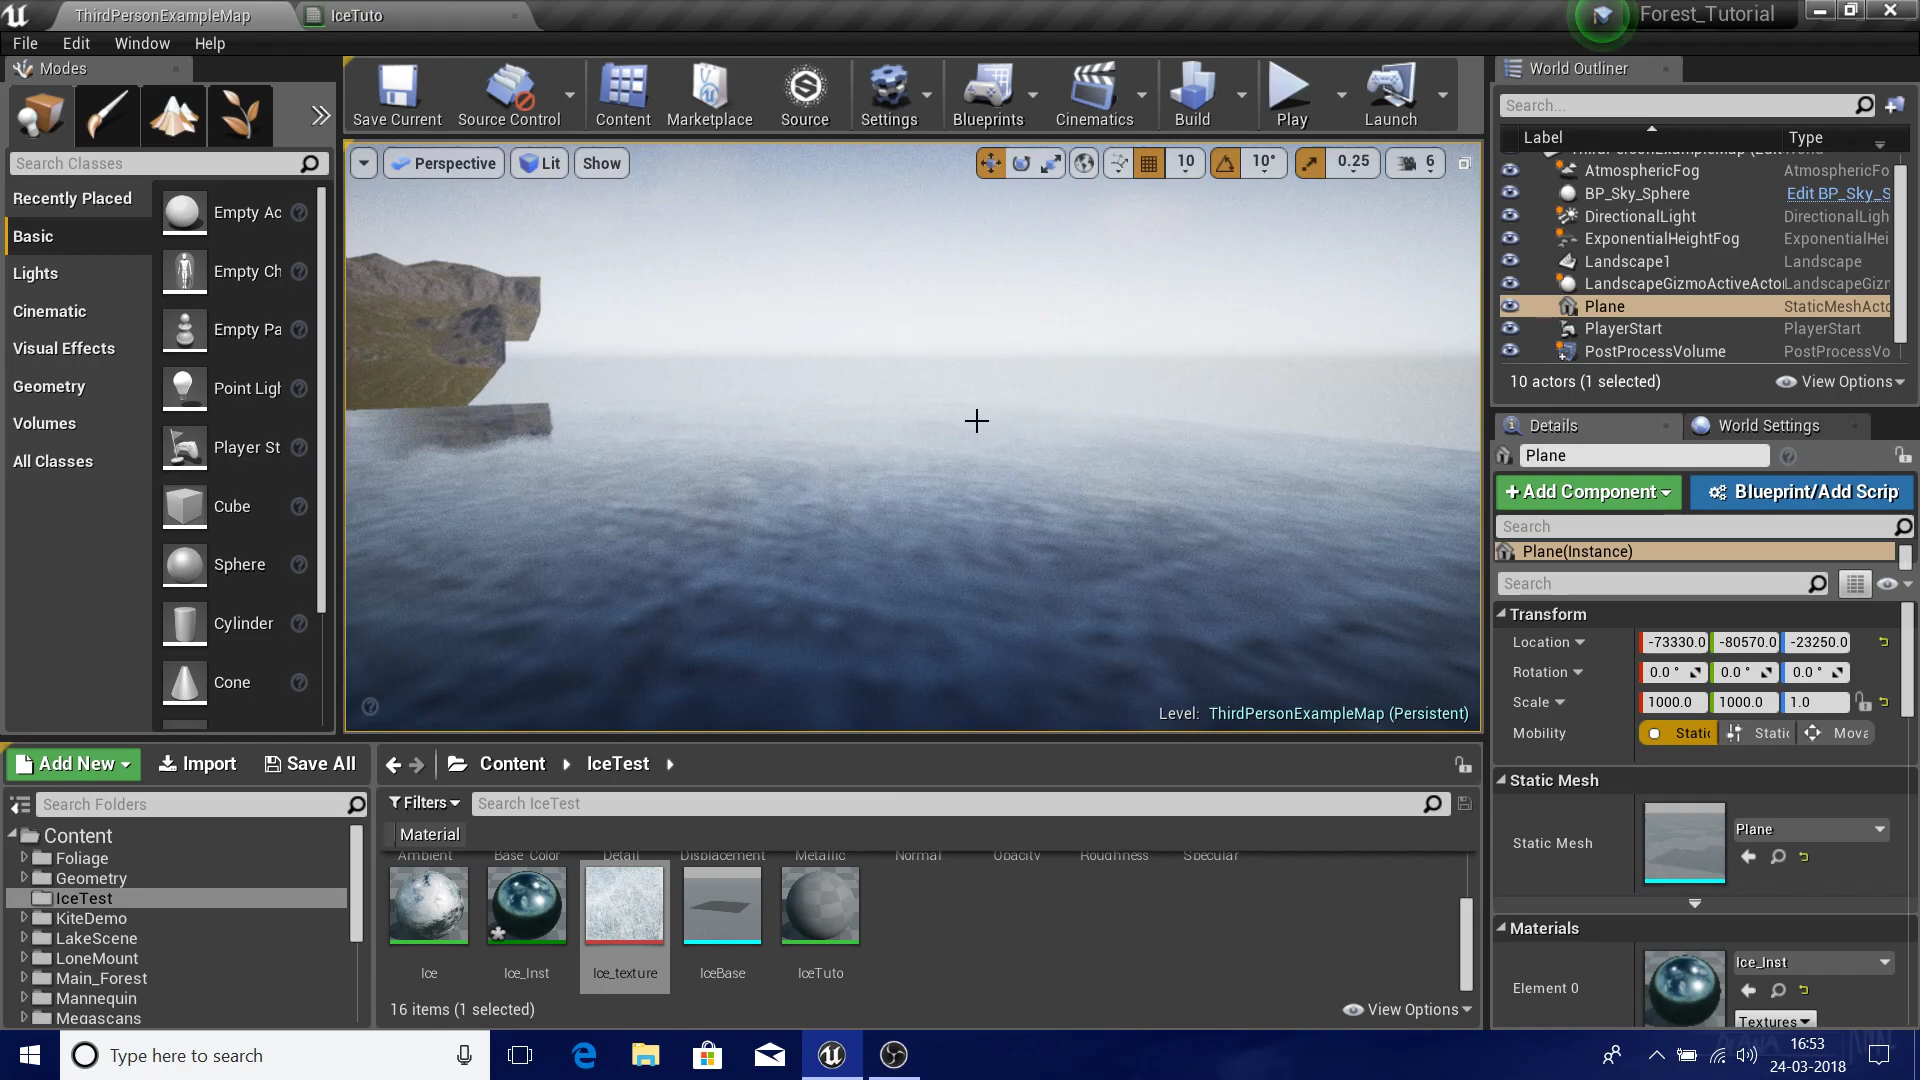 ThirdPersonExampleMap
IceTuto
Forest_Tutorial
File Edit Window Help
Modes
Save Current
Source Control
Content
Marketplace
Source
Settings
Blueprints
Cinematics
Build
Play
Launch
Search Classes
Recently Placed
Basic
Lights
Cinematic
Visual Effects
Geometry
Volumes
All Classes
Empty Ac
Empty Ch
Empty Pa
Point Ligh
Player St
Cube
Sphere
Cylinder
Cone
Perspective
Lit
Show
10
10°
0.25
6
Level: ThirdPersonExampleMap (Persistent)
World Outliner
Search...
Label Type
AtmosphericFog AtmosphericFo
BP_Sky_Sphere Edit BP_Sky_S
DirectionalLight DirectionalLigh
ExponentialHeightFog ExponentialHei
Landscape1 Landscape
LandscapeGizmoActiveActor LandscapeGizm
Plane StaticMeshActo
PlayerStart PlayerStart
PostProcessVolume PostProcessVo
10 actors (1 selected)
View Options
Details
World Settings
Plane
+Add Component
Blueprint/Add Scrip
Search
Plane(Instance)
Search
Transform
Location -73330.0 -80570.0 -23250.0
Rotation 0.0 ° 0.0 ° 0.0 °
Scale 1000.0 1000.0 1.0
Mobility Static Static Mova
Static Mesh
Static Mesh
Plane
Materials
Element 0
Ice_Inst
Textures
Add New
Import
Save All
Content
IceTest
Search Folders
Content
Foliage
Geometry
IceTest
KiteDemo
LakeScene
LoneMount
Main_Forest
Mannequin
Megascans
Filters
Search IceTest
Material
Ambient Base Color Detail Displacement Metallic Normal Opacity Roughness Specular
Ice
Ice_Inst
Ice_texture
IceBase
IceTuto
16 items (1 selected)
View Options
Type here to search
16:53
24-03-2018